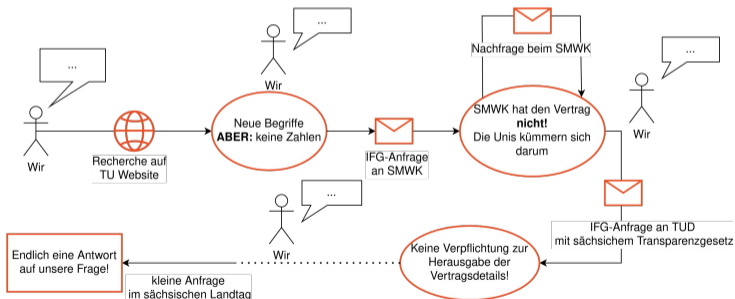 ...
Wir
Recherche auf
TU Website
...
Wir
Neue Begriffe
ABER: keine Zahlen
IFG-Anfrage
an SMWK
Nachfrage beim SMWK
SMWK hat den Vertrag
nicht!
Die Unis kümmern sich
darum
...
Wir
IFG-Anfrage an TUD
mit sächsichem Transparenzgesetz
Keine Verpflichtung zur
Herausgabe der
Vertragsdetails!
...
Wir
kleine Anfrage
im sächsischen Landtag
Endlich eine Antwort
auf unsere Frage!